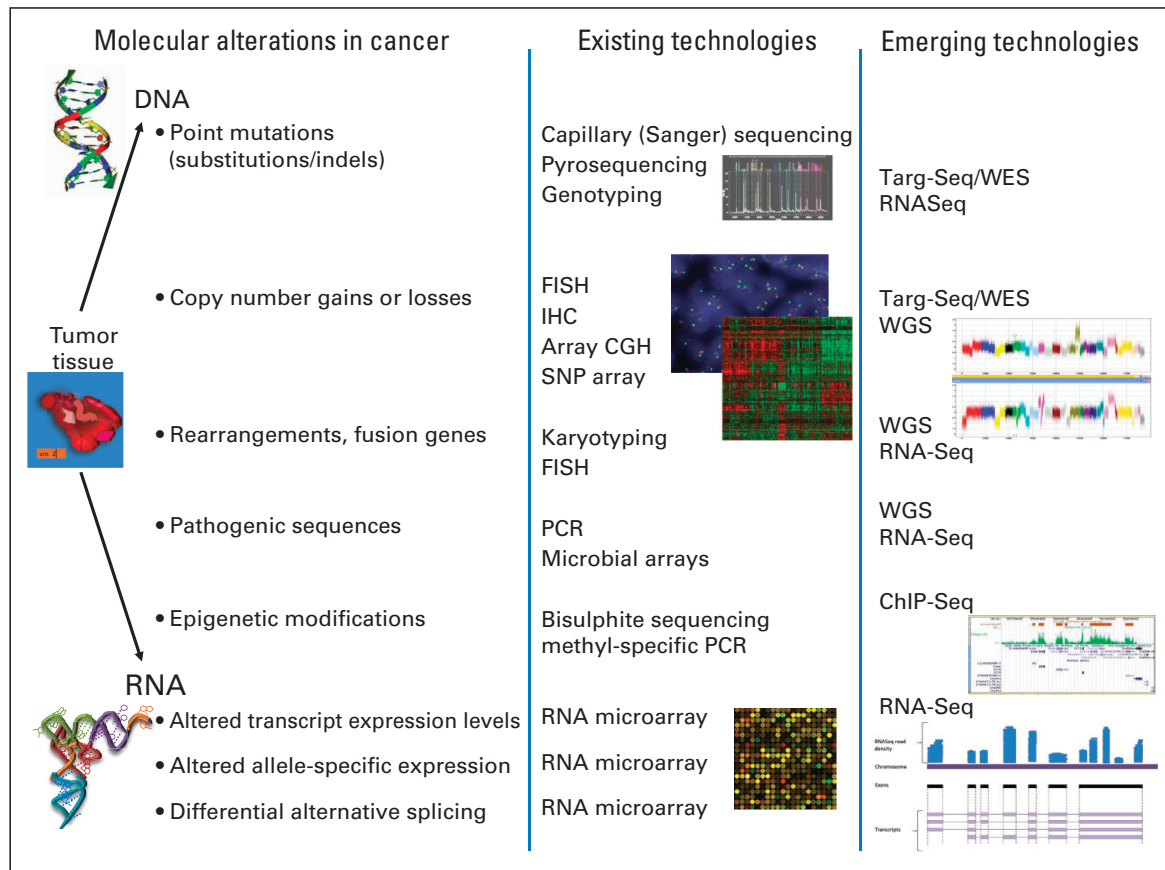 Molecular alterations in cancer
Existing technologies
Emerging technologies
DNA
• Point mutations
(substitutions/indels)
Capillary (Sanger) sequencing
Pyrosequencing
Genotyping
Targ-Seq/WES
RNASeq
Tumor
tissue
cm 2
• Copy number gains or losses
FISH
IHC
Array CGH
SNP array
Targ-Seq/WES
WGS
• Rearrangements, fusion genes
Karyotyping
FISH
WGS
RNA-Seq
• Pathogenic sequences
PCR
Microbial arrays
WGS
RNA-Seq
• Epigenetic modifications
Bisulphite sequencing
methyl-specific PCR
ChIP-Seq
RNA
• Altered transcript expression levels
RNA microarray
RNA-Seq
• Altered allele-specific expression
RNA microarray
• Differential alternative splicing
RNA microarray
RNASeq read
density
Chromosome
Exons
Transcripts